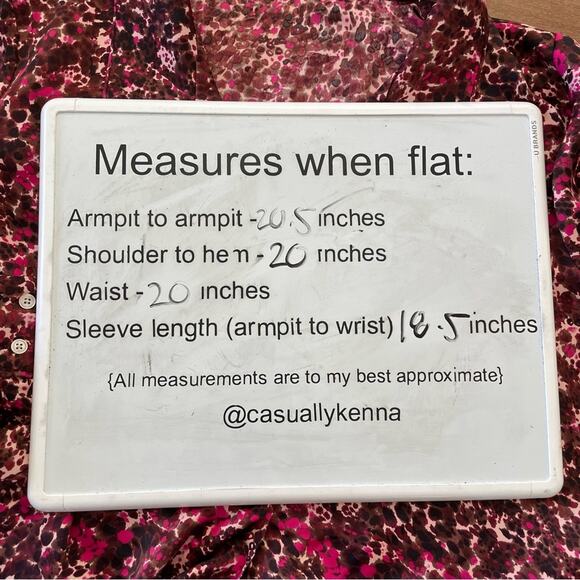 U BRANDS
Measures when flat:
Armpit to armpit -20.5 inches
Shoulder to hem - 20 inches
Waist - 20 inches
Sleeve length (armpit to wrist) 18.5 inches
{All measurements are to my best approximate}
@casuallykenna